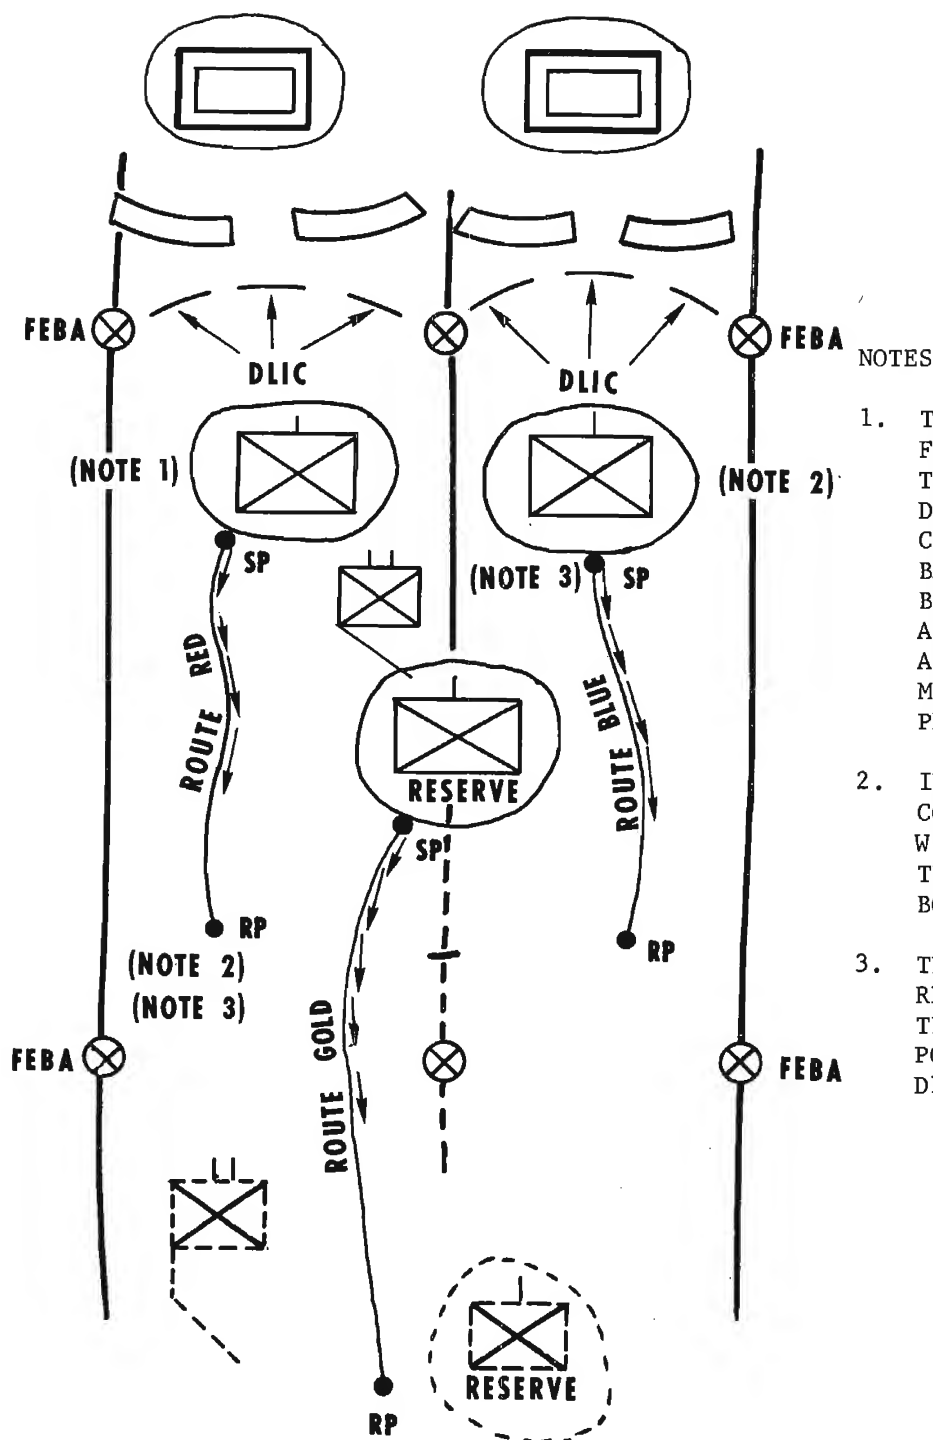 FEBA
FEBA
DLIC
DLIC
NOTES
(NOTE 1)
(NOTE 2)
SP
(NOTE 3)
SP
ROUTE RED
ROUTE BLUE
RESERVE
SP
RP
(NOTE 2)
(NOTE 3)
RP
ROUTE GOLD
FEBA
FEBA
RESERVE
RP
1.
2.
3.